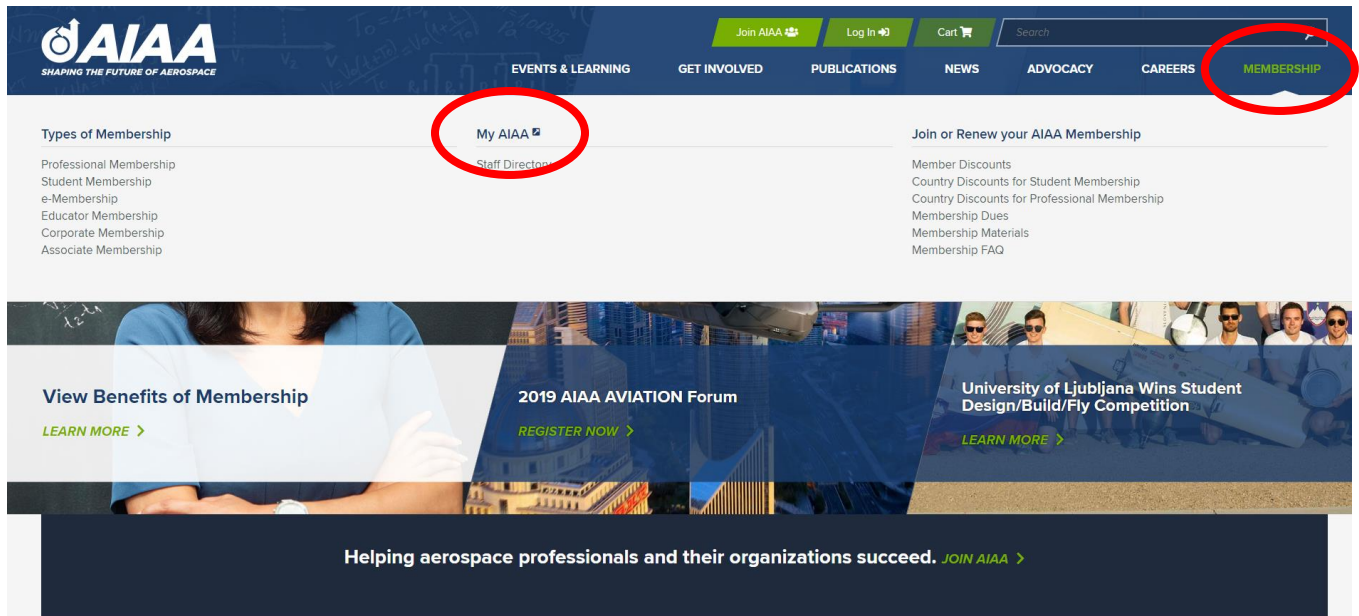 AIAA
SHAPING THE FUTURE OF AEROSPACE
Join AIAA
Log In
Cart
Search
EVENTS & LEARNING
GET INVOLVED
PUBLICATIONS
NEWS
ADVOCACY
CAREERS
MEMBERSHIP
Types of Membership
Professional Membership
Student Membership
e-Membership
Educator Membership
Corporate Membership
Associate Membership
My AIAA
Staff Directory
Join or Renew your AIAA Membership
Member Discounts
Country Discounts for Student Membership
Country Discounts for Professional Membership
Membership Dues
Membership Materials
Membership FAQ
View Benefits of Membership
LEARN MORE >
2019 AIAA AVIATION Forum
REGISTER NOW >
University of Ljubljana Wins Student
Design/Build/Fly Competition
LEARN MORE >
Helping aerospace professionals and their organizations succeed. JOIN AIAA >